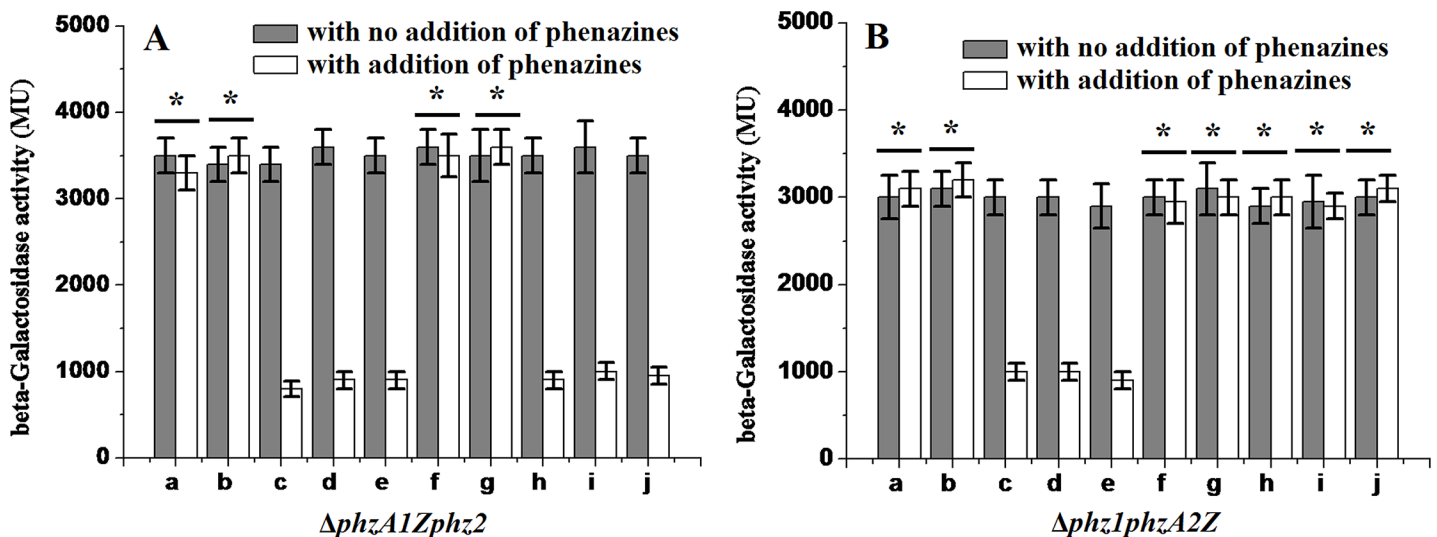 A
with no addition of phenazines
with addition of phenazines
beta-Galactosidase activity (MU)
5000
4000
3000
2000
1000
0
* * * *
a b c d e f g h i j
ΔphzA1Zphz2
B
with no addition of phenazines
with addition of phenazines
beta-Galactosidase activity (MU)
5000
4000
3000
2000
1000
0
* * * * * * *
a b c d e f g h i j
Δphz1phzA2Z